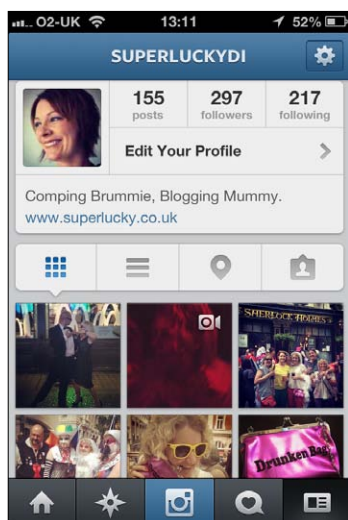 O2-UK 13:11 52%
SUPERLUCKYDI
155 297 217
posts followers following
Edit Your Profile
Comping Brummie, Blogging Mummy.
www.superlucky.co.uk
SHERLOCK HOLMES
Drunken Bag